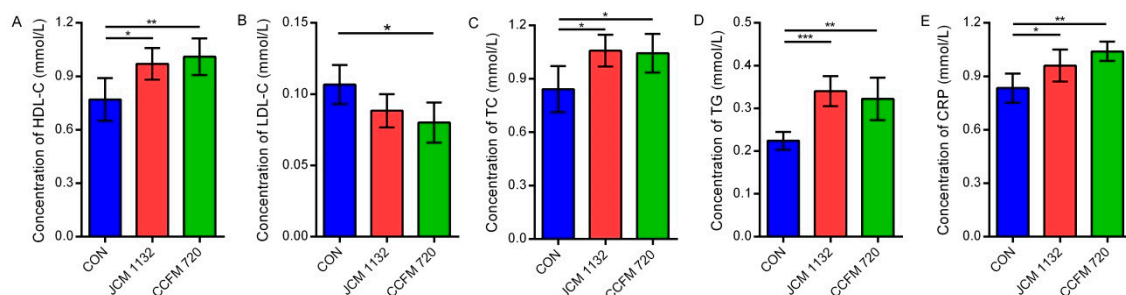 A
Concentration of HDL-C (mmol/L)
1.2
0.9
0.6
0.3
0.0
**
*
CON
JCM 1132
CCFM 720
B
Concentration of LDL-C (mmol/L)
0.15
0.10
0.05
0.00
*
CON
JCM 1132
CCFM 720
C
Concentration of TC (mmol/L)
1.2
0.9
0.6
0.3
0.0
*
*
CON
JCM 1132
CCFM 720
D
Concentration of TG (mmol/L)
0.5
0.4
0.3
0.2
0.1
0.0
**
***
CON
JCM 1132
CCFM 720
E
Concentration of CRP (mmol/L)
1.2
0.9
0.6
0.3
0.0
**
*
CON
JCM 1132
CCFM 720